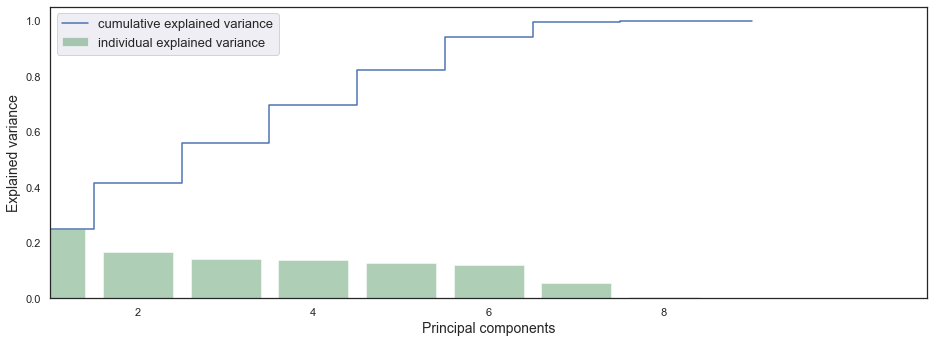 cumulative explained variance
individual explained variance
1.0
0.8
0.6
0.4
0.2
0.0
Explained variance
2 4 6 8
Principal components